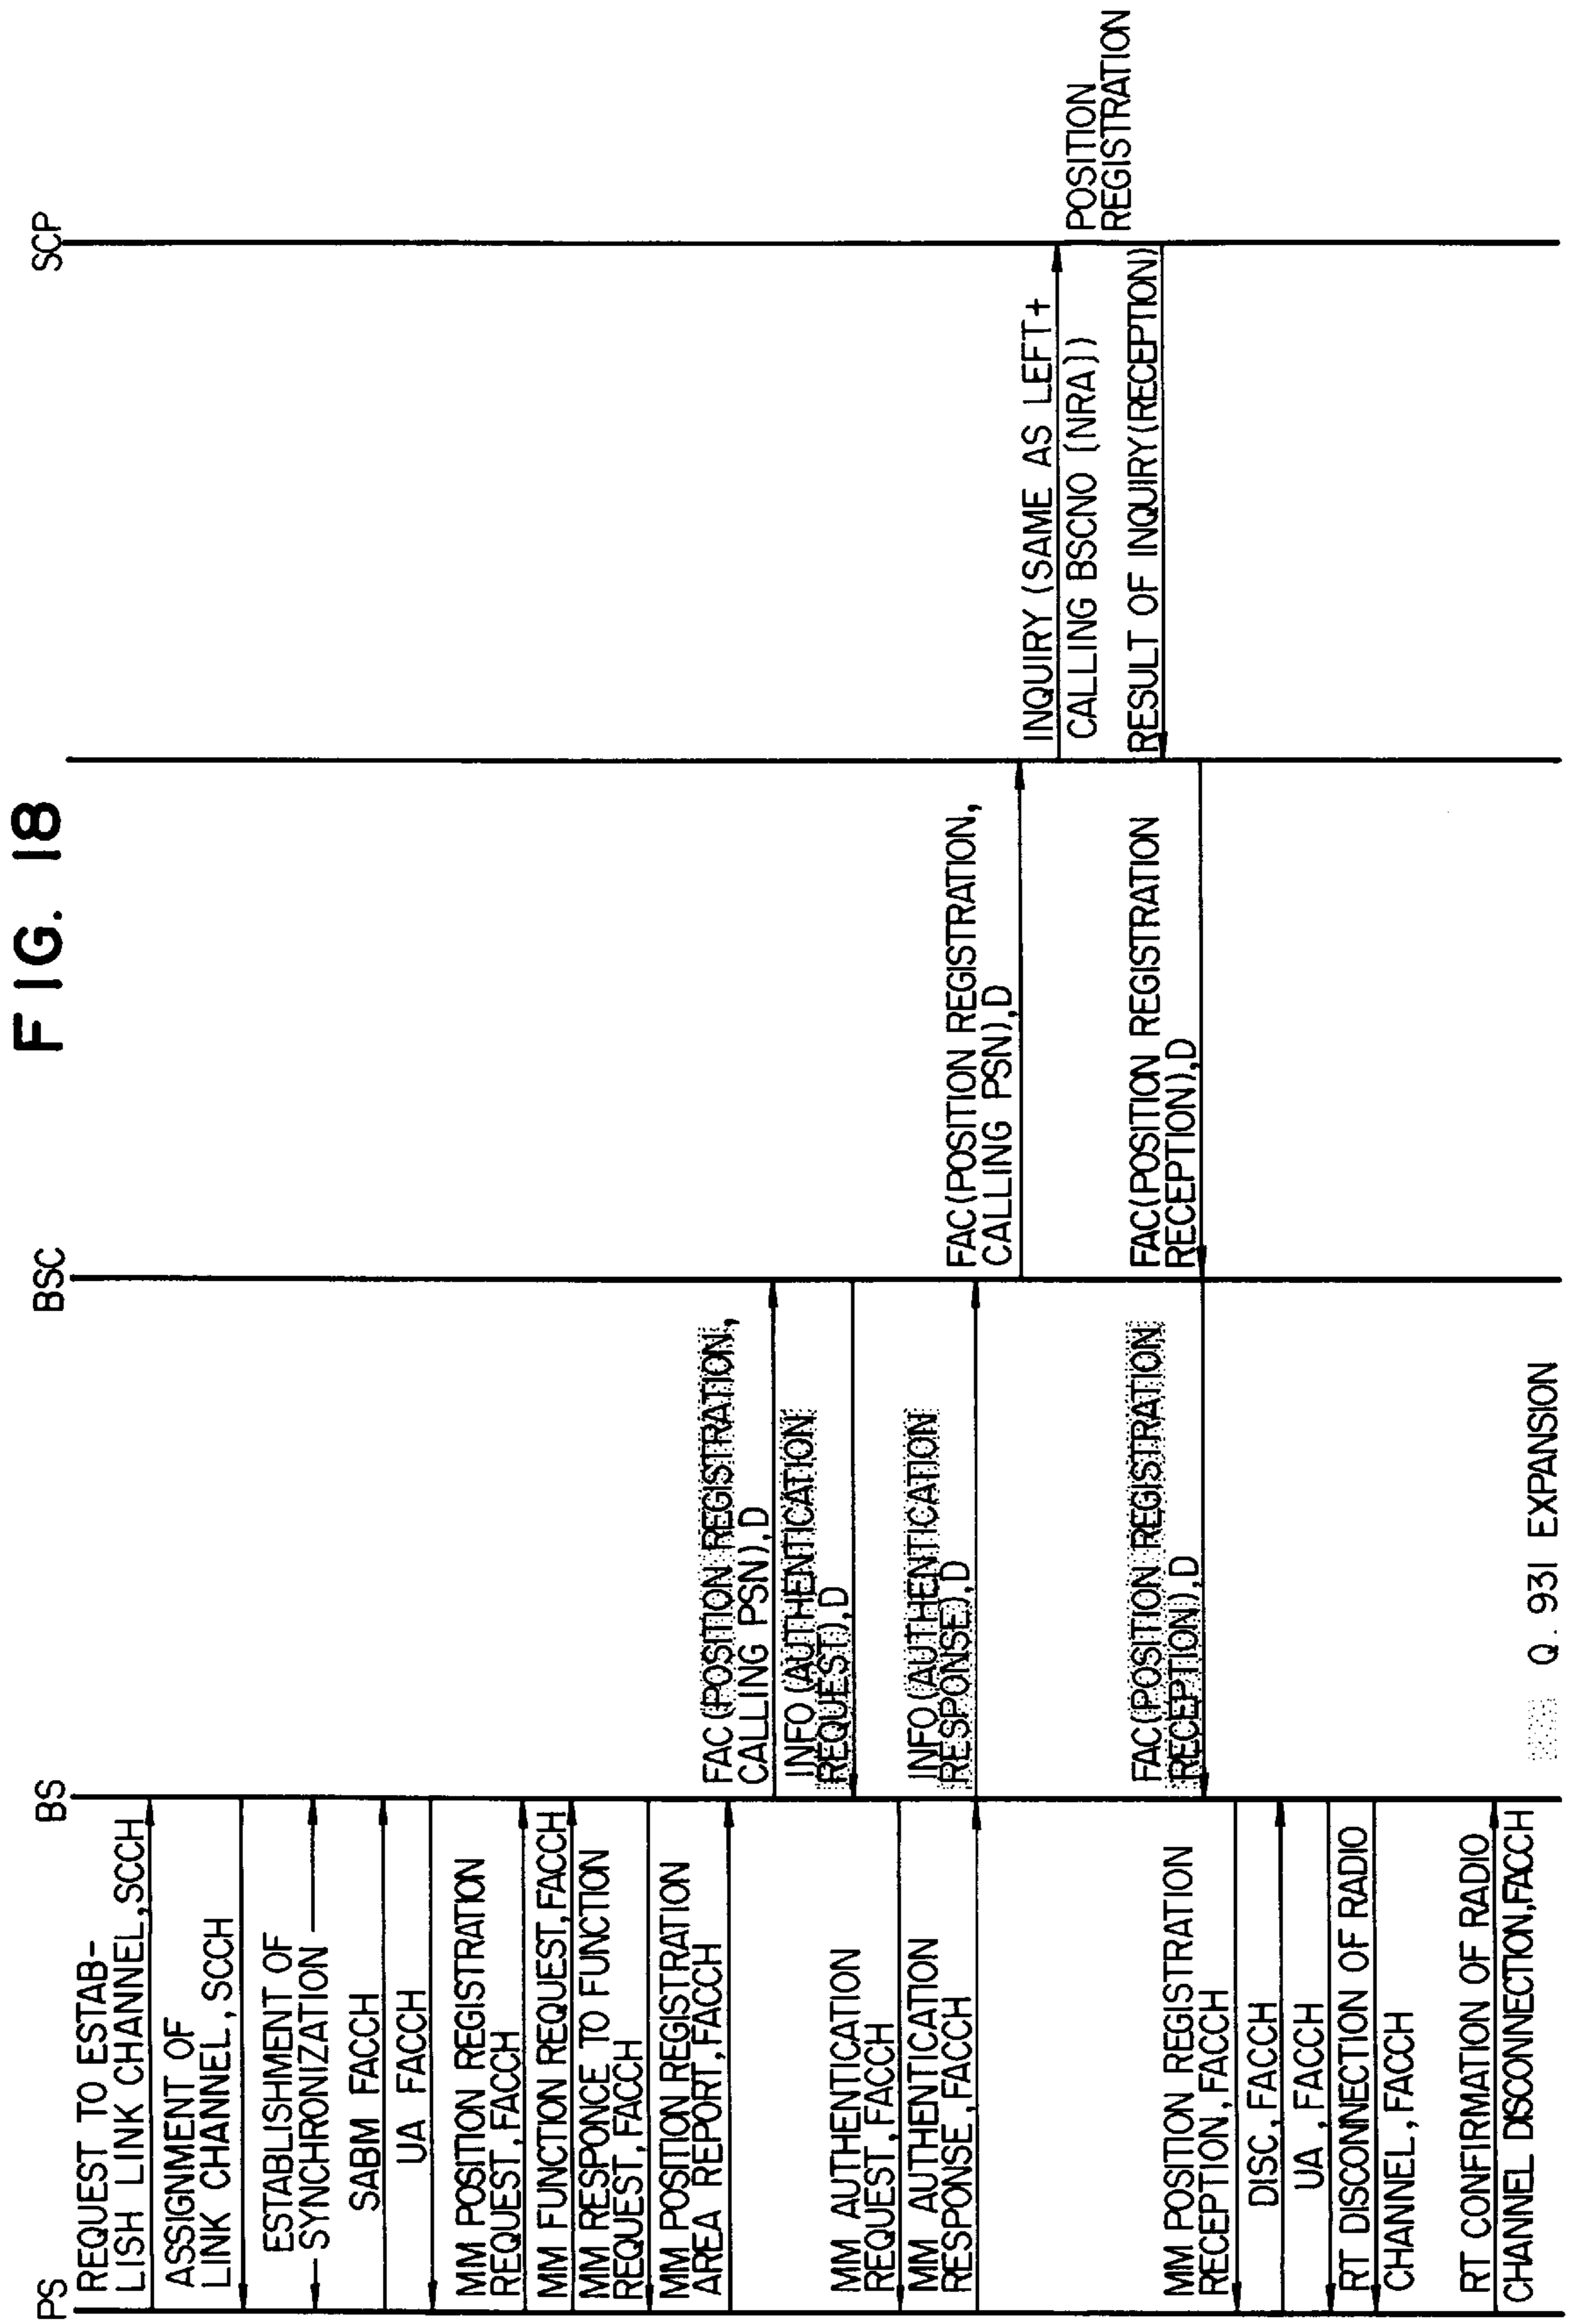 FIG. 18
PS
BS
BSC
SCP
REQUEST TO ESTAB-
LISH LINK CHANNEL,SCCH
ASSIGNMENT OF
LINK CHANNEL,SCCH
ESTABLISHMENT OF
SYNCHRONIZATION
SABM FACCH
UA FACCH
MM POSITION REGISTRATION
REQUEST,FACCH
MM FUNCTION REQUEST,FACCH
MM RESPONCE TO FUNCTION
REQUEST,FACCH
MM POSITION REGISTRATION
AREA REPORT,FACCH
FAC(POSITION REGISTRATION,
CALLING PSN),D
INFO(AUTHENTICATION
REQUEST),D
MM AUTHENTICATION
REQUEST,FACCH
MM AUTHENTICATION
RESPONSE,FACCH
INFO(AUTHENTICATION
RESPONSE),D
FAC(POSITION REGISTRATION,
CALLING PSN),D
INQUIRY(SAME AS LEFT+
CALLING BSCNO(NRA))
POSITION
REGISTRATION
RESULT OF INQUIRY(RECEPTION)
FAC(POSITION REGISTRATION
RECEPTION),D
FAC(POSITION REGISTRATION
RECEPTION),D
MM POSITION REGISTRATION
RECEPTION,FACCH
DISC,FACCH
UA,FACCH
RT DISCONNECTION OF RADIO
CHANNEL,FACCH
RT CONFIRMATION OF RADIO
CHANNEL DISCONNECTION,FACCH
Q.931 EXPANSION